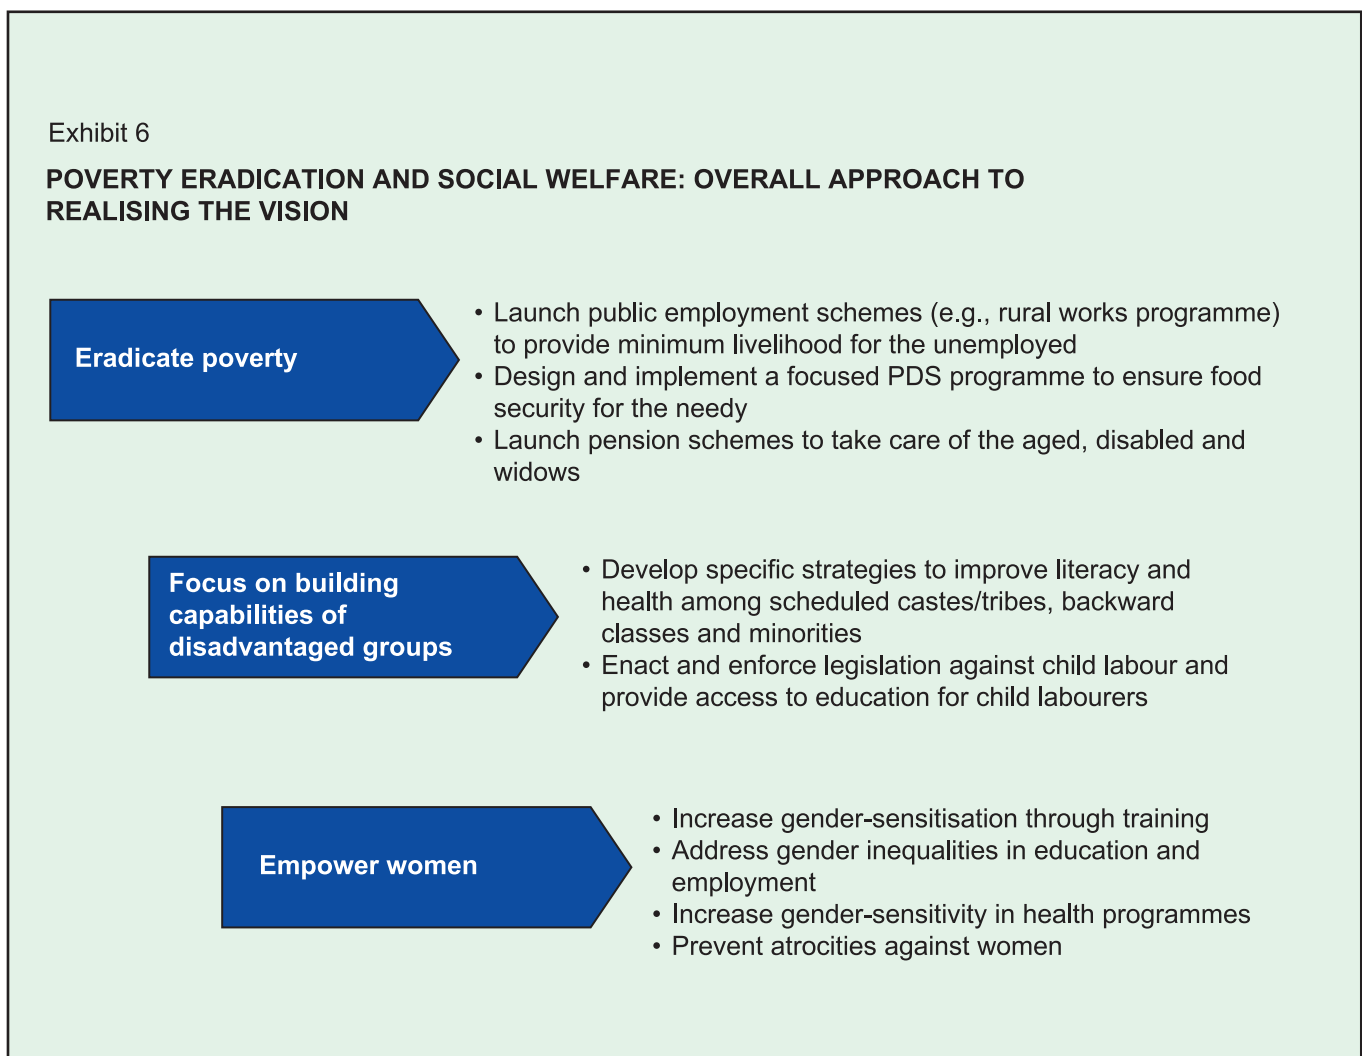 Exhibit 6
POVERTY ERADICATION AND SOCIAL WELFARE: OVERALL APPROACH TO
REALISING THE VISION
Eradicate poverty
• Launch public employment schemes (e.g., rural works programme)
to provide minimum livelihood for the unemployed
• Design and implement a focused PDS programme to ensure food
security for the needy
• Launch pension schemes to take care of the aged, disabled and
widows
Focus on building
capabilities of
disadvantaged groups
• Develop specific strategies to improve literacy and
health among scheduled castes/tribes, backward
classes and minorities
• Enact and enforce legislation against child labour and
provide access to education for child labourers
Empower women
• Increase gender-sensitisation through training
• Address gender inequalities in education and
employment
• Increase gender-sensitivity in health programmes
• Prevent atrocities against women